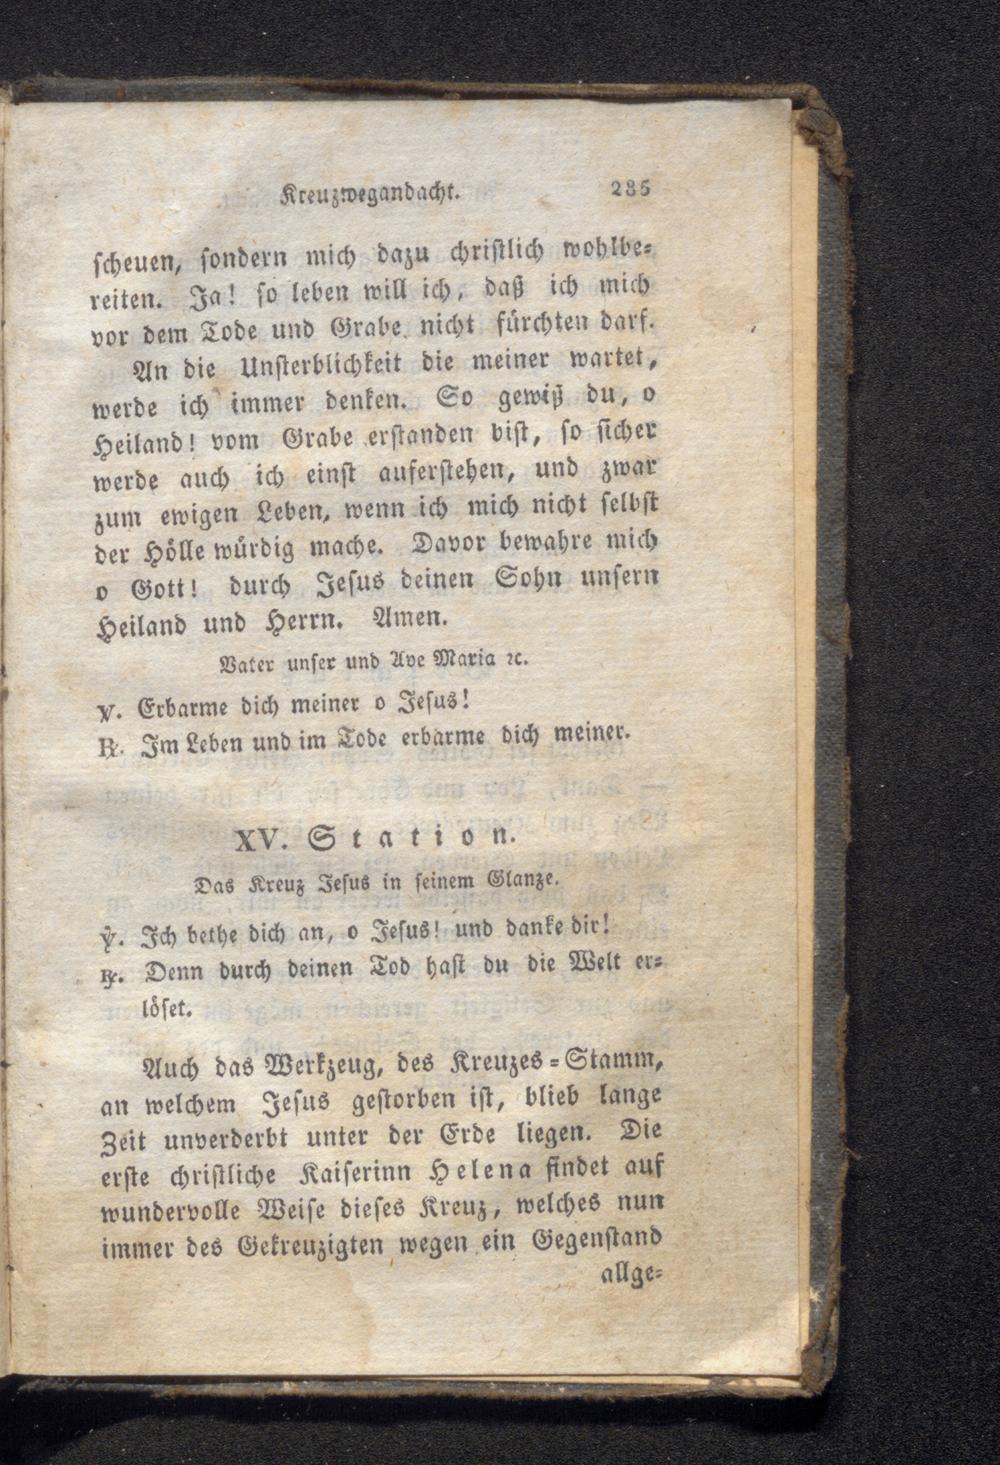 Kreuzwegandacht. 235
scheuen, sondern mich dazu christlich wohlbe-
reiten. Ja! so leben will ich, daß ich mich
vor dem Tode und Grabe nicht fürchten darf.
An die Unsterblichkeit die meiner wartet,
werde ich immer denken. So gewiß du, o
Heiland! vom Grabe erstanden bist, so sicher
werde auch ich einst auferstehen, und zwar
zum ewigen Leben, wenn ich mich nicht selbst
der Hölle würdig mache. Davor bewahre mich
o Gott! durch Jesus deinen Sohn unsern
Heiland und Herrn. Amen.
Vater unser und Ave Maria ꝛc.
℣. Erbarme dich meiner o Jesus!
℟. Im Leben und im Tode erbarme dich meiner.
XV. Station.
Das Kreuz Jesus in seinem Glanze.
℣. Ich bethe dich an, o Jesus! und danke dir!
℟. Denn durch deinen Tod hast du die Welt er-
löset.
Auch das Werkzeug, des Kreuzes-Stamm,
an welchem Jesus gestorben ist, blieb lange
Zeit unverderbt unter der Erde liegen. Die
erste christliche Kaiserinn Helena findet auf
wundervolle Weise dieses Kreuz, welches nun
immer des Gekreuzigten wegen ein Gegenstand
allge-